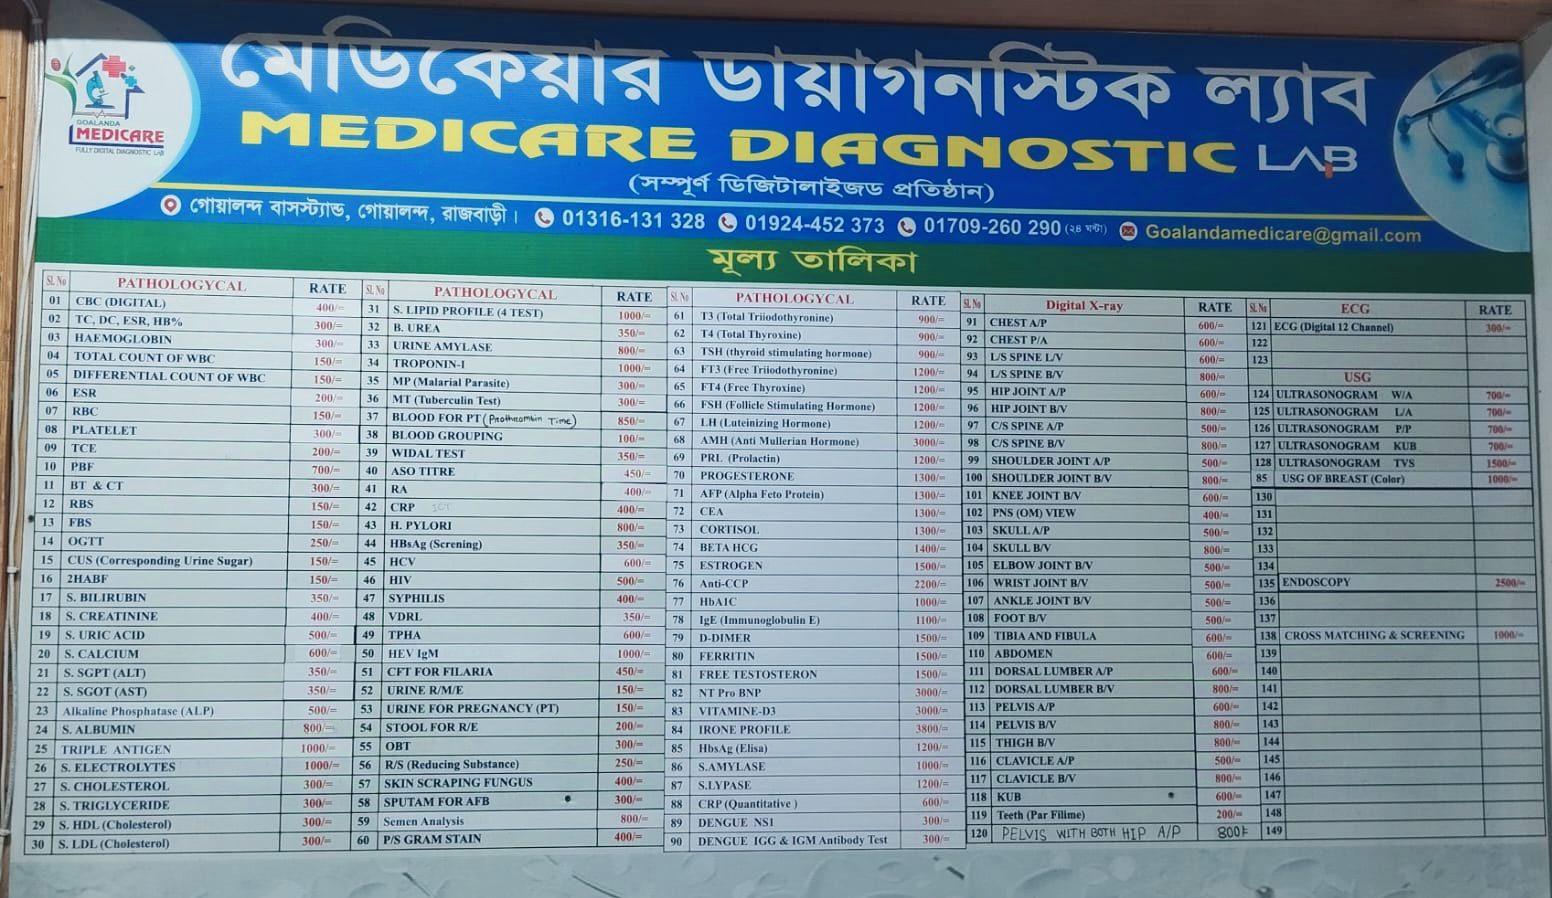 মেডিকেয়ার ডায়াগনস্টিক ল্যাব
GOALANDA
MEDICARE
FULLY DIGITAL DIAGNOSTIC LAB
MEDICARE DIAGNOSTIC LAB
(সম্পূর্ণ ডিজিটালাইজড প্রতিষ্ঠান)
গোয়ালন্দ বাসস্ট্যান্ড, গোয়ালন্দ, রাজবাড়ী। 01316-131 328 01924-452 373 01709-260 290 (২৪ ঘন্টা) Goalandamedicare@gmail.com
মূল্য তালিকা
Sl. No PATHOLOGYCAL RATE
01 CBC (DIGITAL) 400/=
02 TC, DC, ESR, HB% 300/=
03 HAEMOGLOBIN 300/=
04 TOTAL COUNT OF WBC 150/=
05 DIFFERENTIAL COUNT OF WBC 150/=
06 ESR 200/=
07 RBC 150/=
08 PLATELET 300/=
09 TCE 200/=
10 PBF 700/=
11 BT & CT 300/=
12 RBS 150/=
13 FBS 150/=
14 OGTT 250/=
15 CUS (Corresponding Urine Sugar) 150/=
16 2HABF 150/=
17 S. BILIRUBIN 350/=
18 S. CREATININE 400/=
19 S. URIC ACID 500/=
20 S. CALCIUM 600/=
21 S. SGPT (ALT) 350/=
22 S. SGOT (AST) 350/=
23 Alkaline Phosphatase (ALP) 500/=
24 S. ALBUMIN 800/=
25 TRIPLE ANTIGEN 1000/=
26 S. ELECTROLYTES 1000/=
27 S. CHOLESTEROL 300/=
28 S. TRIGLYCERIDE 300/=
29 S. HDL (Cholesterol) 300/=
30 S. LDL (Cholesterol) 300/=
Sl. No PATHOLOGYCAL RATE
31 S. LIPID PROFILE (4 TEST) 1000/=
32 B. UREA 350/=
33 URINE AMYLASE 800/=
34 TROPONIN-I 1000/=
35 MP (Malarial Parasite) 300/=
36 MT (Tuberculin Test) 300/=
37 BLOOD FOR PT (Prothrombin Time) 850/=
38 BLOOD GROUPING 100/=
39 WIDAL TEST 350/=
40 ASO TITRE 450/=
41 RA 400/=
42 CRP ICT 400/=
43 H. PYLORI 800/=
44 HBsAg (Screning) 350/=
45 HCV 600/=
46 HIV 500/=
47 SYPHILIS 400/=
48 VDRL 350/=
49 TPHA 600/=
50 HEV IgM 1000/=
51 CFT FOR FILARIA 450/=
52 URINE R/M/E 150/=
53 URINE FOR PREGNANCY (PT) 150/=
54 STOOL FOR R/E 200/=
55 OBT 300/=
56 R/S (Reducing Substance) 250/=
57 SKIN SCRAPING FUNGUS 400/=
58 SPUTAM FOR AFB 300/=
59 Semen Analysis 800/=
60 P/S GRAM STAIN 400/=
Sl. No PATHOLOGYCAL RATE
61 T3 (Total Triiodothyronine) 900/=
62 T4 (Total Thyroxine) 900/=
63 TSH (thyroid stimulating hormone) 900/=
64 FT3 (Free Triiodothyronine) 1200/=
65 FT4 (Free Thyroxine) 1200/=
66 FSH (Follicle Stimulating Hormone) 1200/=
67 LH (Luteinizing Hormone) 1200/=
68 AMH (Anti Mullerian Hormone) 3000/=
69 PRL (Prolactin) 1200/=
70 PROGESTERONE 1300/=
71 AFP (Alpha Feto Protein) 1300/=
72 CEA 1300/=
73 CORTISOL 1300/=
74 BETA HCG 1400/=
75 ESTROGEN 1500/=
76 Anti-CCP 2200/=
77 HbA1C 1000/=
78 IgE (Immunoglobulin E) 1100/=
79 D-DIMER 1500/=
80 FERRITIN 1500/=
81 FREE TESTOSTERON 1500/=
82 NT Pro BNP 3000/=
83 VITAMINE-D3 3000/=
84 IRONE PROFILE 3800/=
85 HbsAg (Elisa) 1200/=
86 S.AMYLASE 1000/=
87 S.LYPASE 1200/=
88 CRP (Quantitative ) 600/=
89 DENGUE NS1 300/=
90 DENGUE IGG & IGM Antibody Test 300/=
Sl. No Digital X-ray RATE
91 CHEST A/P 600/=
92 CHEST P/A 600/=
93 L/S SPINE L/V 600/=
94 L/S SPINE B/V 800/=
95 HIP JOINT A/P 600/=
96 HIP JOINT B/V 800/=
97 C/S SPINE A/P 500/=
98 C/S SPINE B/V 800/=
99 SHOULDER JOINT A/P 500/=
100 SHOULDER JOINT B/V 800/=
101 KNEE JOINT B/V 600/=
102 PNS (OM) VIEW 400/=
103 SKULL A/P 500/=
104 SKULL B/V 800/=
105 ELBOW JOINT B/V 500/=
106 WRIST JOINT B/V 500/=
107 ANKLE JOINT B/V 500/=
108 FOOT B/V 500/=
109 TIBIA AND FIBULA 600/=
110 ABDOMEN 600/=
111 DORSAL LUMBER A/P 600/=
112 DORSAL LUMBER B/V 800/=
113 PELVIS A/P 600/=
114 PELVIS B/V 800/=
115 THIGH B/V 800/=
116 CLAVICLE A/P 500/=
117 CLAVICLE B/V 800/=
118 KUB 600/=
119 Teeth (Par Filime) 200/=
120 PELVIS WITH BOTH HIP A/P 800/=
Sl. No ECG RATE
121 ECG (Digital 12 Channel) 300/=
122
123
USG
124 ULTRASONOGRAM W/A 700/=
125 ULTRASONOGRAM L/A 700/=
126 ULTRASONOGRAM P/P 700/=
127 ULTRASONOGRAM KUB 700/=
128 ULTRASONOGRAM TVS 1500/=
85 USG OF BREAST (Color) 1000/=
130
131
132
133
134
135 ENDOSCOPY 2500/=
136
137
138 CROSS MATCHING & SCREENING 1000/=
139
140
141
142
143
144
145
146
147
148
149